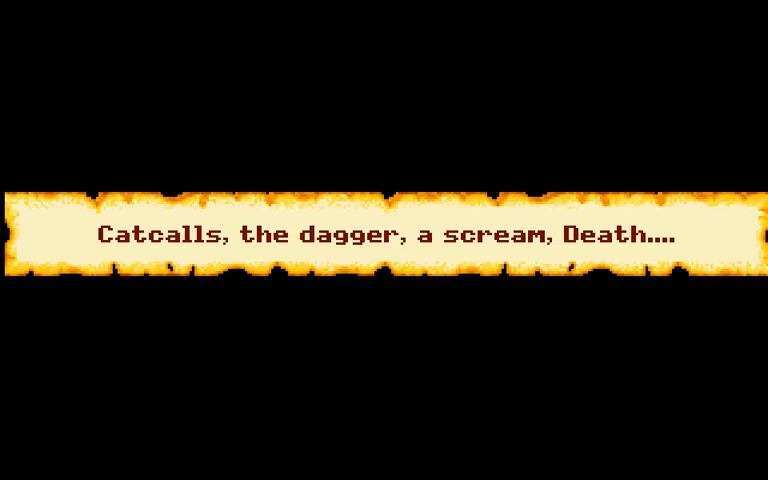 Catcalls, the dagger, a scream, Death....